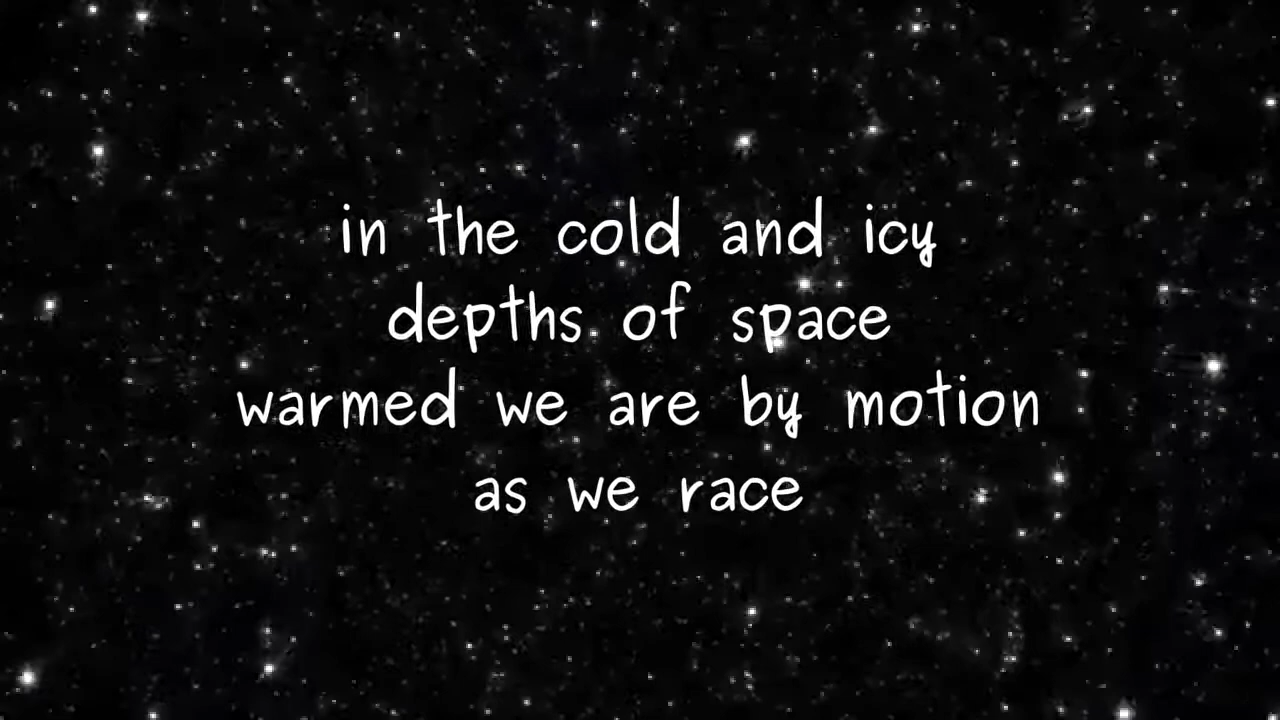 in the cold and icy
depths of space
warmed we are by motion
as we race